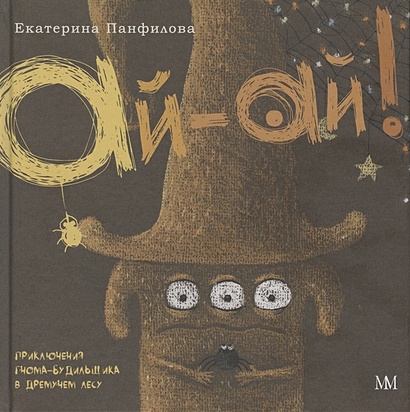 Екатерина Панфилова
ай-ай!
приключения
гнома-будильщика
в дремучем лесу
ММ